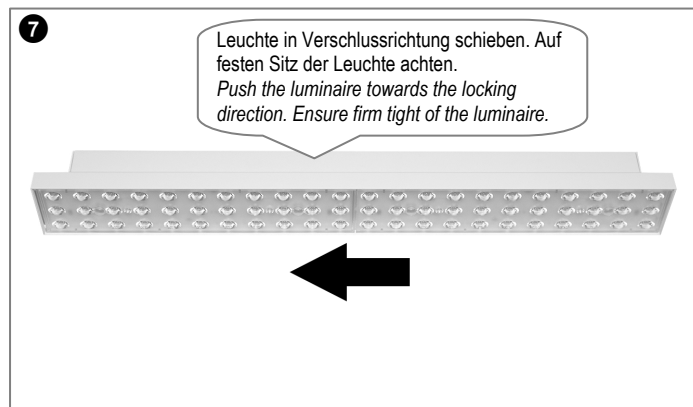 7
Leuchte in Verschlussrichtung schieben. Auf
festen Sitz der Leuchte achten.
Push the luminaire towards the locking
direction. Ensure firm tight of the luminaire.